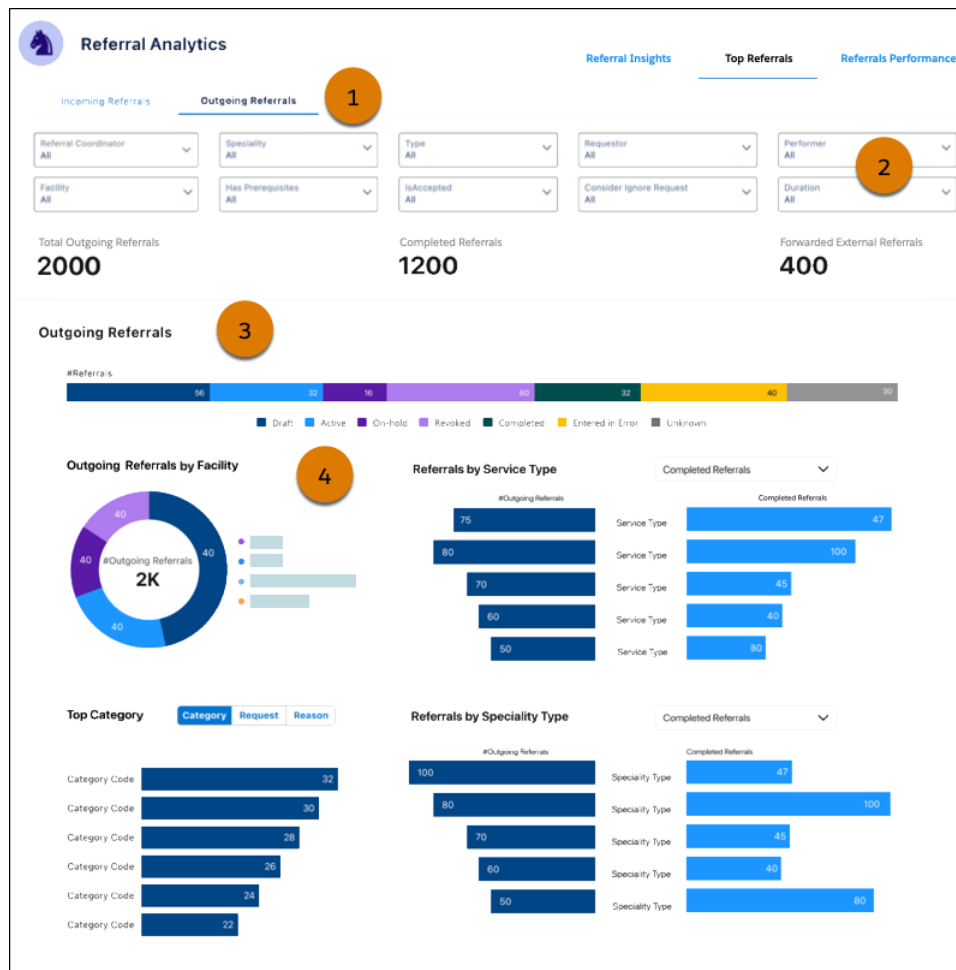 Referral Analytics
Referral Insights Top Referrals Referrals Performance
Incoming Referrals Outgoing Referrals 1
Referral Coordinator Speciality Type Requestor Performer
All All All All All
2
Facility Has Prerequisites IsAccepted Consider Ignore Request Duration
All All All All All
Total Outgoing Referrals Completed Referrals Forwarded External Referrals
2000 1200 400
Outgoing Referrals 3
#Referrals
56 32 16 60 32 40 30
Draft Active On-hold Revoked Completed Entered in Error Unknown
Outgoing Referrals by Facility 4
40 40 40 40
#Outgoing Referrals
2K
Referrals by Service Type Completed Referrals
#Outgoing Referrals Completed Referrals
75 Service Type 47
80 Service Type 100
70 Service Type 45
60 Service Type 40
50 Service Type 80
Top Category Category Request Reason
Category Code 32
Category Code 30
Category Code 28
Category Code 26
Category Code 24
Category Code 22
Referrals by Speciality Type Completed Referrals
#Outgoing Referrals Completed Referrals
100 Speciality Type 47
80 Speciality Type 100
70 Speciality Type 45
60 Speciality Type 40
50 Speciality Type 80